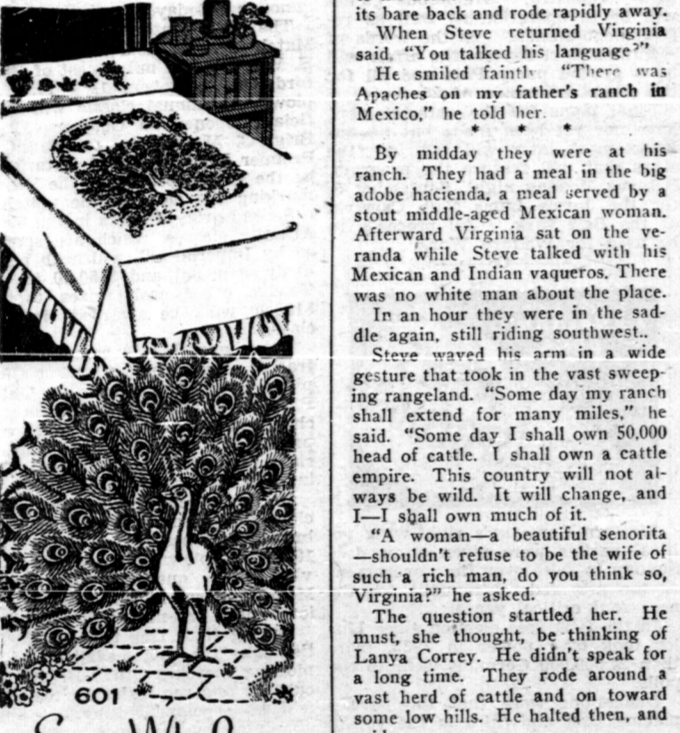 601
its bare back and rode rapidly away.
When Steve returned Virginia
said, "You talked his language?"
He smiled faintly "There was
Apaches on my father's ranch in
Mexico," he told her.
* * *
By midday they were at his
ranch. They had a meal in the big
adobe hacienda, a meal served by a
stout middle-aged Mexican woman.
Afterward Virginia sat on the ve-
randa while Steve talked with his
Mexican and Indian vaqueros. There
was no white man about the place.
In an hour they were in the sad-
dle again, still riding southwest..
Steve waved his arm in a wide
gesture that took in the vast sweep-
ing rangeland. "Some day my ranch
shall extend for many miles," he
said. "Some day I shall own 50,000
head of cattle. I shall own a cattle
empire. This country will not al-
ways be wild. It will change, and
I—I shall own much of it.
"A woman—a beautiful senorita
—shouldn't refuse to be the wife of
such a rich man, do you think so,
Virginia?" he asked.
The question startled her. He
must, she thought, be thinking of
Lanya Correy. He didn't speak for
a long time. They rode around a
vast herd of cattle and on toward
some low hills. He halted then, and